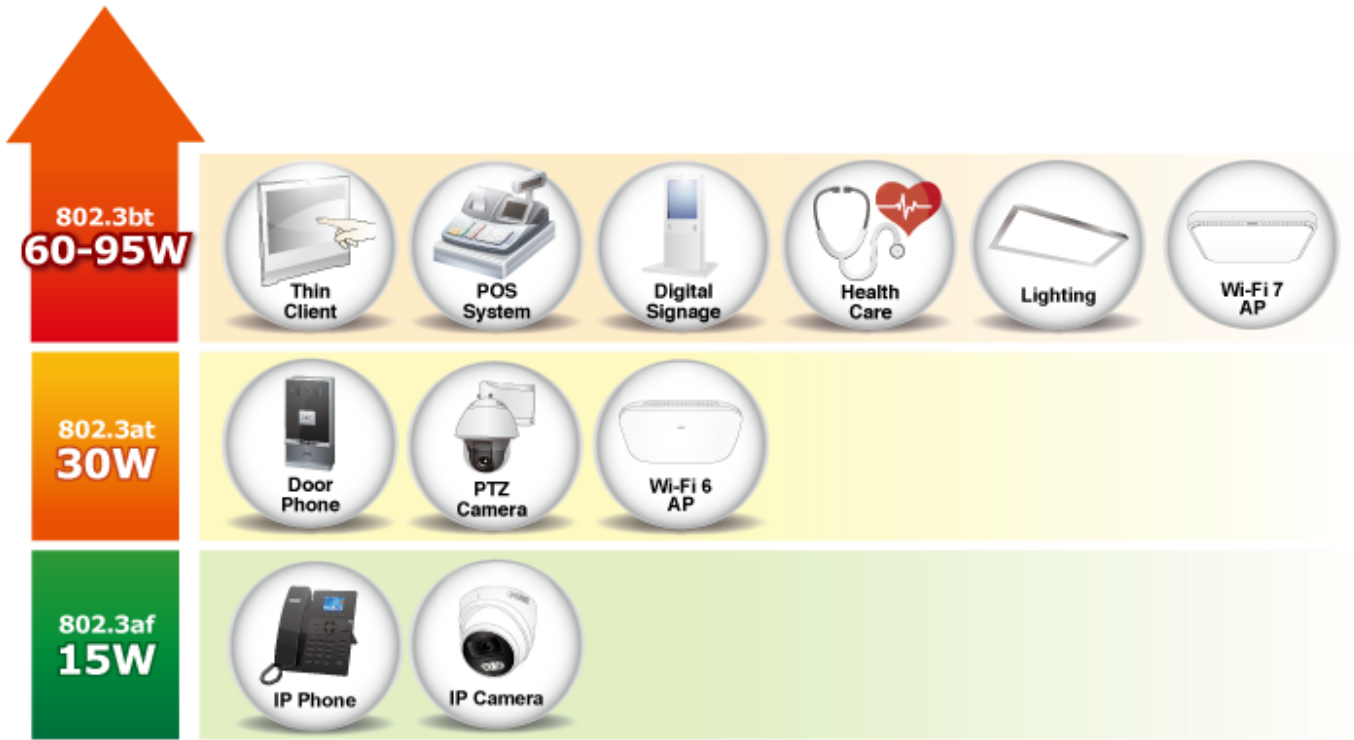 802.3bt
60-95W
Thin
Client
POS
System
Digital
Signage
Health
Care
Lighting
Wi-Fi 7
AP
802.3at
30W
Door
Phone
PTZ
Camera
Wi-Fi 6
AP
802.3af
15W
IP Phone
IP Camera